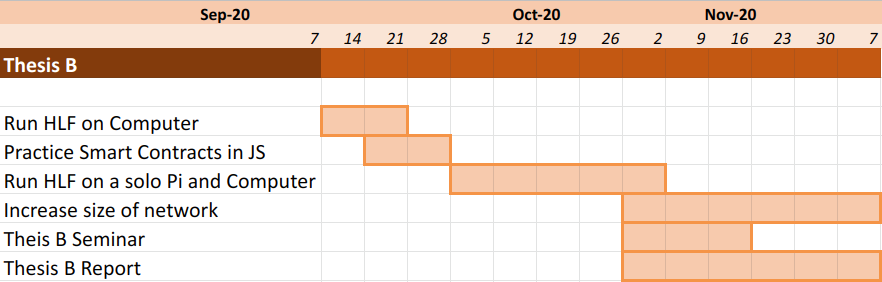 Sep-20 Oct-20 Nov-20
7 14 21 28 5 12 19 26 2 9 16 23 30 7
Thesis B
Run HLF on Computer
Practice Smart Contracts in JS
Run HLF on a solo Pi and Computer
Increase size of network
Theis B Seminar
Thesis B Report